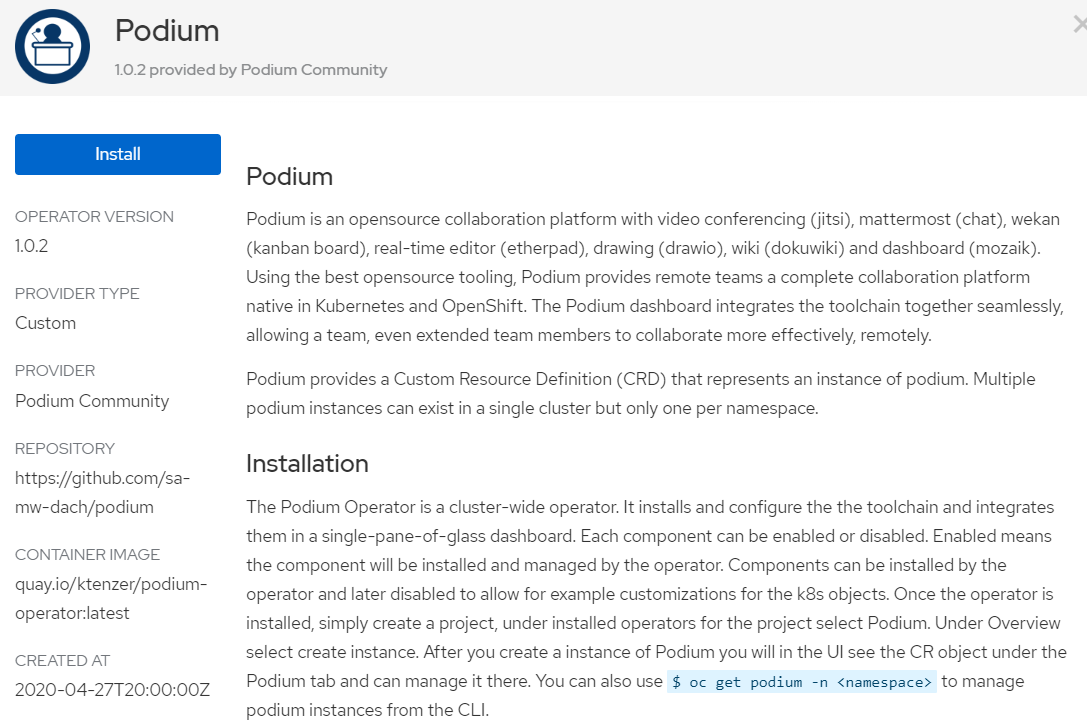 Podium
1.0.2 provided by Podium Community
Install
OPERATOR VERSION
1.0.2
PROVIDER TYPE
Custom
PROVIDER
Podium Community
REPOSITORY
https://github.com/sa-
mw-dach/podium
CONTAINER IMAGE
quay.io/ktenzer/podium-
operator:latest
CREATED AT
2020-04-27T20:00:00Z
Podium
Podium is an opensource collaboration platform with video conferencing (jitsi), mattermost (chat), wekan
(kanban board), real-time editor (etherpad), drawing (drawio), wiki (dokuwiki) and dashboard (mozaik).
Using the best opensource tooling, Podium provides remote teams a complete collaboration platform
native in Kubernetes and OpenShift. The Podium dashboard integrates the toolchain together seamlessly,
allowing a team, even extended team members to collaborate more effectively, remotely.
Podium provides a Custom Resource Definition (CRD) that represents an instance of podium. Multiple
podium instances can exist in a single cluster but only one per namespace.
Installation
The Podium Operator is a cluster-wide operator. It installs and configure the the toolchain and integrates
them in a single-pane-of-glass dashboard. Each component can be enabled or disabled. Enabled means
the component will be installed and managed by the operator. Components can be installed by the
operator and later disabled to allow for example customizations for the k8s objects. Once the operator is
installed, simply create a project, under installed operators for the project select Podium. Under Overview
select create instance. After you create a instance of Podium you will in the UI see the CR object under the
Podium tab and can manage it there. You can also use $ oc get podium -n <namespace> to manage
podium instances from the CLI.